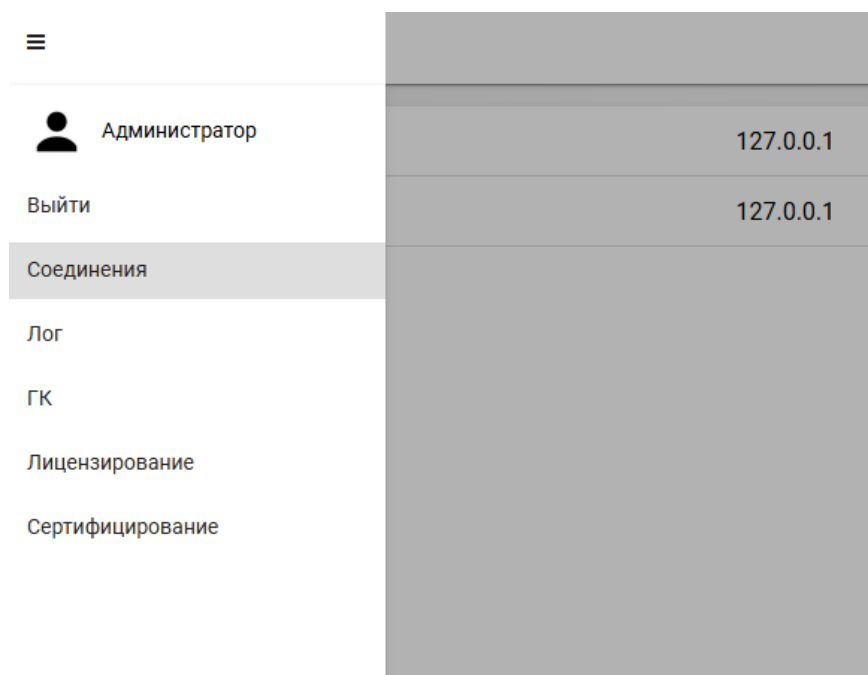 Администратор
127.0.0.1
Выйти
127.0.0.1
Соединения
Лог
ГК
Лицензирование
Сертифицирование